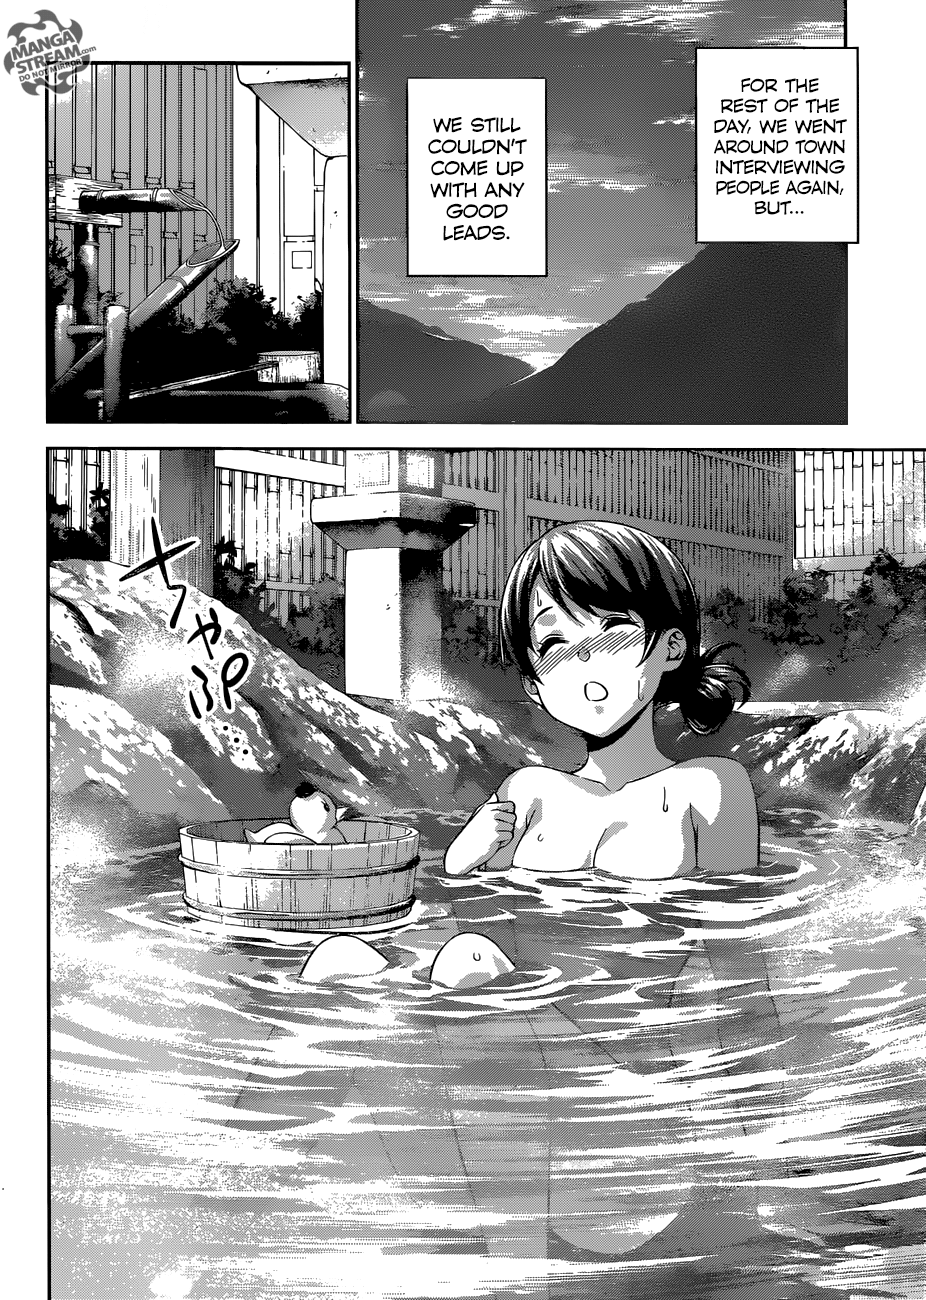 MANGA
STREAM.com
DO NOT MIRROR
FOR THE
REST OF THE
DAY, WE WENT
AROUND TOWN
INTERVIEWING
PEOPLE AGAIN,
BUT...
WE STILL
COULDN'T
COME UP
WITH ANY
GOOD
LEADS.
ちゃぷ…